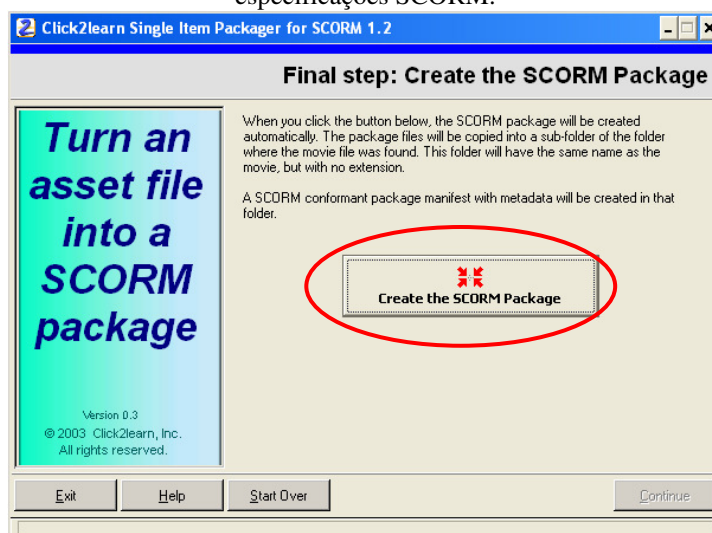 especificações SCORM.
Click2learn Single Item Packager for SCORM 1.2
Final step: Create the SCORM Package
Turn an
asset file
into a
SCORM
package
Version 0.3
© 2003 Click2learn, Inc.
All rights reserved.
When you click the button below, the SCORM package will be created
automatically. The package files will be copied into a sub-folder of the folder
where the movie file was found. This folder will have the same name as the
movie, but with no extension.
A SCORM conformant package manifest with metadata will be created in that
folder.
Create the SCORM Package
Exit
Help
Start Over
Continue